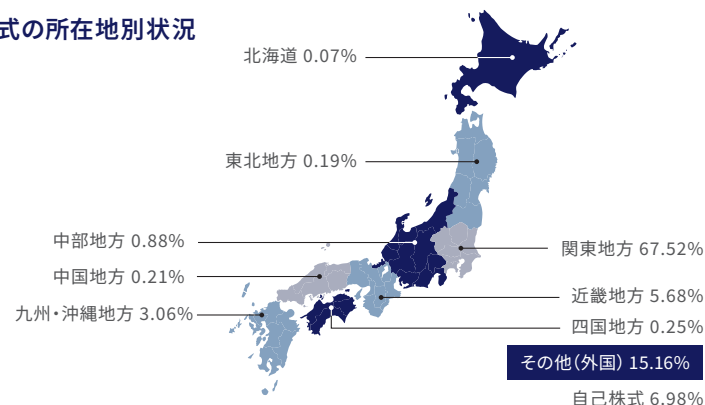 式の所在地別状況
北海道 0.07%
東北地方 0.19%
中部地方 0.88%
関東地方 67.52%
中国地方 0.21%
近畿地方 5.68%
九州・沖縄地方 3.06%
四国地方 0.25%
その他(外国) 15.16%
自己株式 6.98%